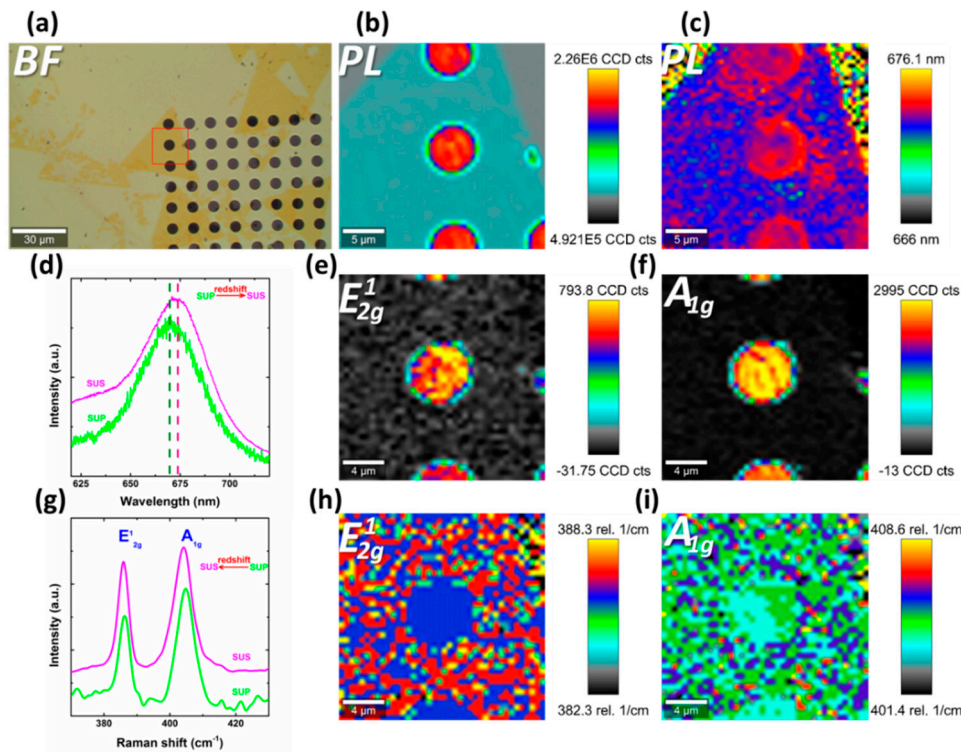 (a)
BF
30 µm
(b)
PL
5 µm
2.26E6 CCD cts
4.921E5 CCD cts
(c)
PL
5 µm
676.1 nm
666 nm
(d)
Intensity (a.u.)
redshift
SUP
SUS
SUS
SUP
625
650
675
700
Wavelength (nm)
(e)
E¹2g
4 µm
793.8 CCD cts
-31.75 CCD cts
(f)
A1g
4 µm
2995 CCD cts
-13 CCD cts
(g)
Intensity (a.u.)
E¹2g
A1g
redshift
SUS
SUP
SUS
SUP
380
400
420
Raman shift (cm⁻¹)
(h)
E¹2g
4 µm
388.3 rel. 1/cm
382.3 rel. 1/cm
(i)
A1g
4 µm
408.6 rel. 1/cm
401.4 rel. 1/cm